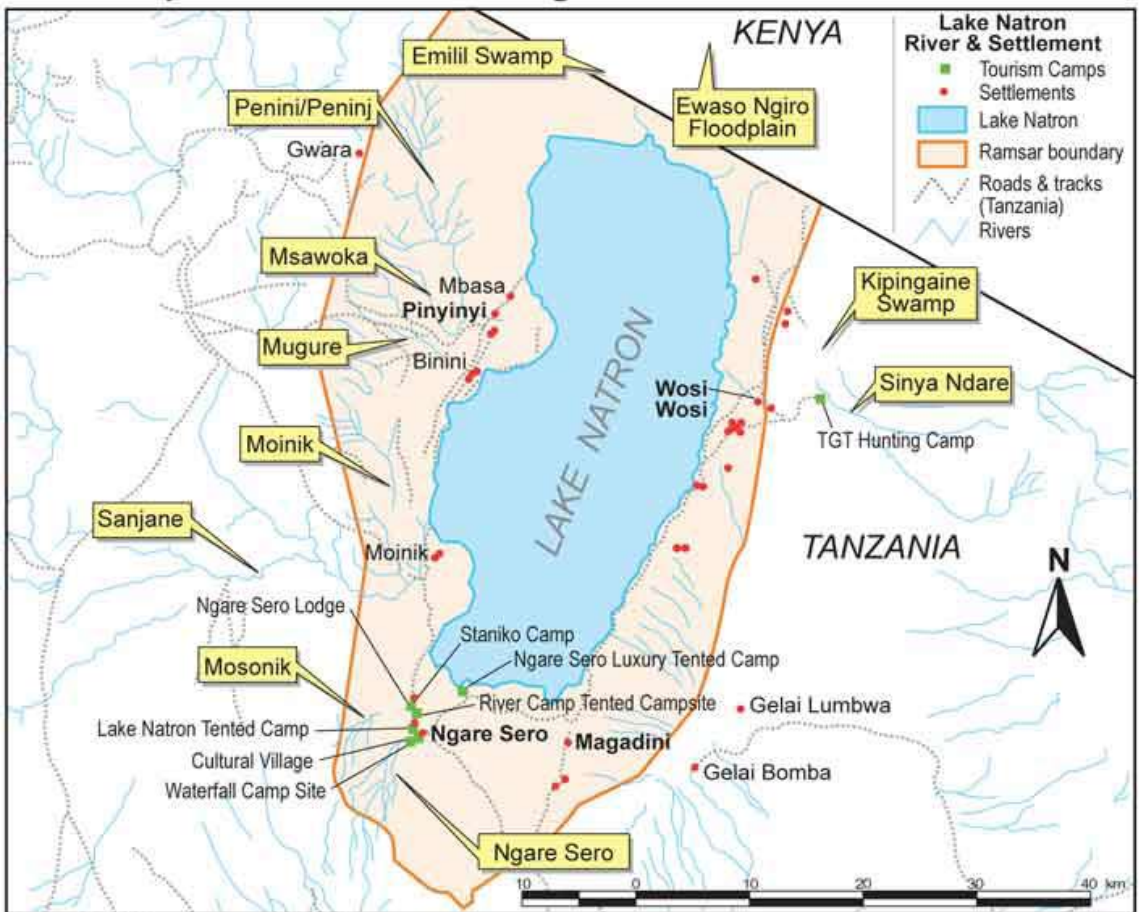 KENYA
Lake Natron
River & Settlement
Tourism Camps
Settlements
Lake Natron
Ramsar boundary
Roads & tracks
(Tanzania)
Rivers
Emilil Swamp
Ewaso Ngiro
Floodplain
Penini/Peninj
Gwara
Msawoka
Mbasa
Pinyinyi
Mugure
Binini
Kipingaine
Swamp
Sinya Ndare
Wosi
Wosi
TGT Hunting Camp
LAKE NATRON
Moinik
Sanjane
Moinik
TANZANIA
N
Ngare Sero Lodge
Staniko Camp
Ngare Sero Luxury Tented Camp
Mosonik
River Camp Tented Campsite
Gelai Lumbwa
Lake Natron Tented Camp
Ngare Sero
Magadini
Cultural Village
Gelai Bomba
Waterfall Camp Site
Ngare Sero
10 0 10 20 30 40 km